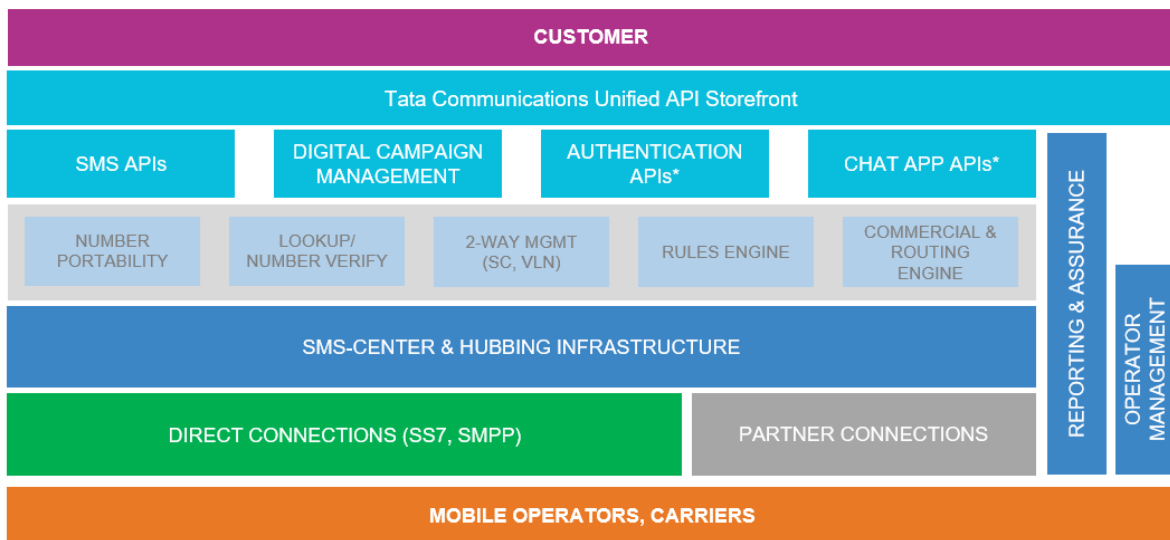 CUSTOMER
Tata Communications Unified API Storefront
SMS APIs
DIGITAL CAMPAIGN
MANAGEMENT
AUTHENTICATION
APIs*
CHAT APP APIs*
NUMBER
PORTABILITY
LOOKUP/
NUMBER VERIFY
2-WAY MGMT
(SC, VLN)
RULES ENGINE
COMMERCIAL &
ROUTING
ENGINE
SMS-CENTER & HUBBING INFRASTRUCTURE
DIRECT CONNECTIONS (SS7, SMPP)
PARTNER CONNECTIONS
REPORTING & ASSURANCE
OPERATOR
MANAGEMENT
MOBILE OPERATORS, CARRIERS